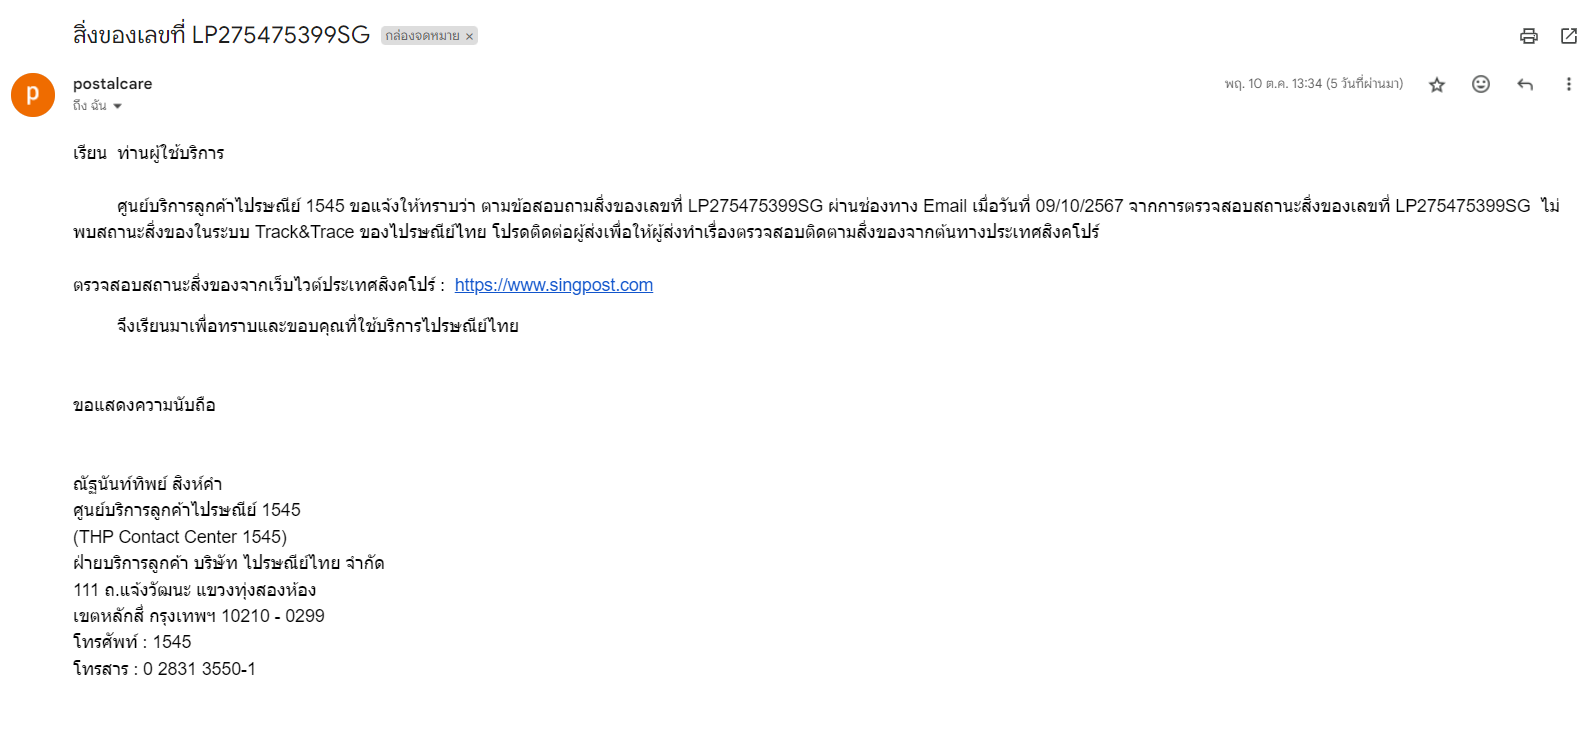 สิ่งของเลขที่ LP275475399SG กล่องจดหมาย ×
p
postalcare
พฤ. 10 ต.ค. 13:34 (5 วันที่ผ่านมา)
ถึง ฉัน
เรียน ท่านผู้ใช้บริการ
ศูนย์บริการลูกค้าไปรษณีย์ 1545 ขอแจ้งให้ทราบว่า ตามข้อสอบถามสิ่งของเลขที่ LP275475399SG ผ่านช่องทาง Email เมื่อวันที่ 09/10/2567 จากการตรวจสอบสถานะสิ่งของเลขที่ LP275475399SG ไม่
พบสถานะสิ่งของในระบบ Track&Trace ของไปรษณีย์ไทย โปรดติดต่อผู้ส่งเพื่อให้ผู้ส่งทำเรื่องตรวจสอบติดตามสิ่งของจากต้นทางประเทศสิงคโปร์
ตรวจสอบสถานะสิ่งของจากเว็บไวต์ประเทศสิงคโปร์ : https://www.singpost.com
จึงเรียนมาเพื่อทราบและขอบคุณที่ใช้บริการไปรษณีย์ไทย
ขอแสดงความนับถือ
ณัฐนันท์ทิพย์ สิงห์คำ
ศูนย์บริการลูกค้าไปรษณีย์ 1545
(THP Contact Center 1545)
ฝ่ายบริการลูกค้า บริษัท ไปรษณีย์ไทย จำกัด
111 ถ.แจ้งวัฒนะ แขวงทุ่งสองห้อง
เขตหลักสี่ กรุงเทพฯ 10210 - 0299
โทรศัพท์ : 1545
โทรสาร : 0 2831 3550-1